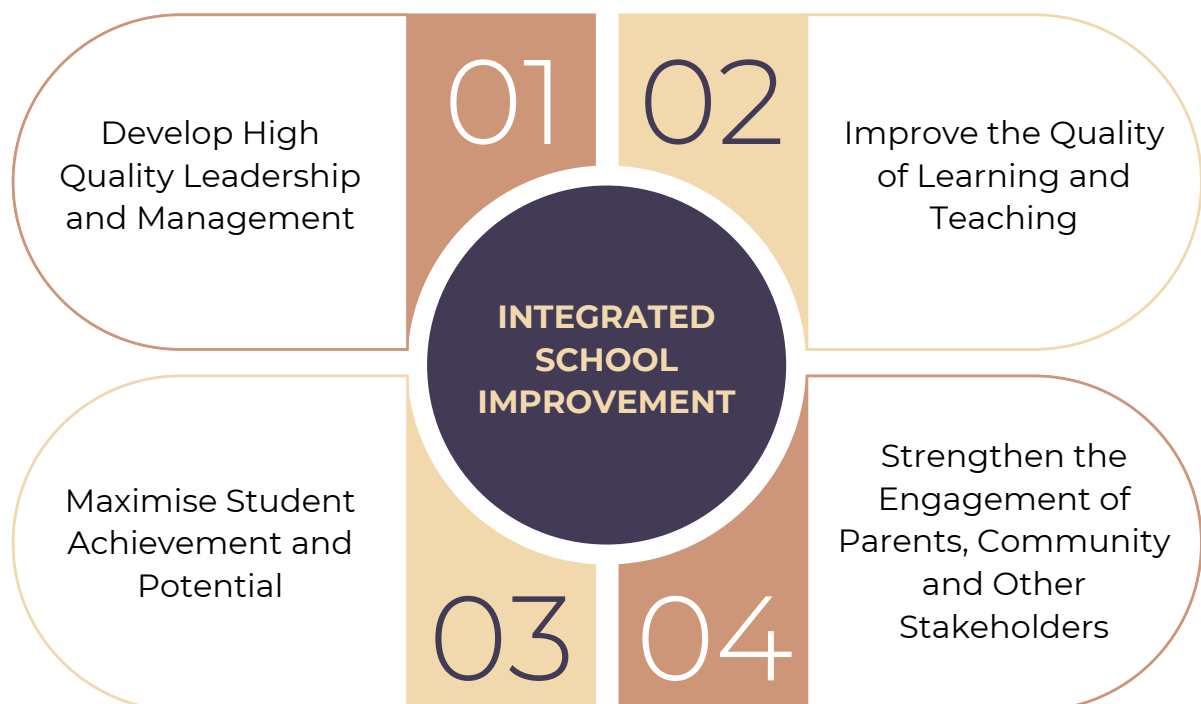 01
Develop High
Quality Leadership
and Management
02
Improve the Quality
of Learning and
Teaching
INTEGRATED
SCHOOL
IMPROVEMENT
03
Maximise Student
Achievement and
Potential
04
Strengthen the
Engagement of
Parents, Community
and Other
Stakeholders